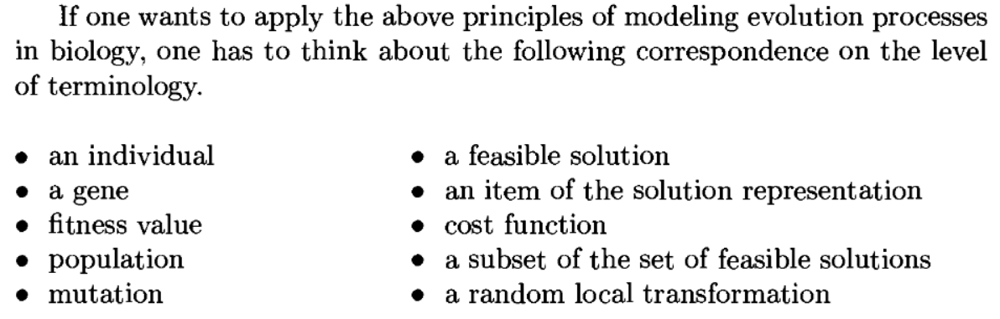 If one wants to apply the above principles of modeling evolution processes
in biology, one has to think about the following correspondence on the level
of terminology.
• an individual • a feasible solution
• a gene • an item of the solution representation
• fitness value • cost function
• population • a subset of the set of feasible solutions
• mutation • a random local transformation